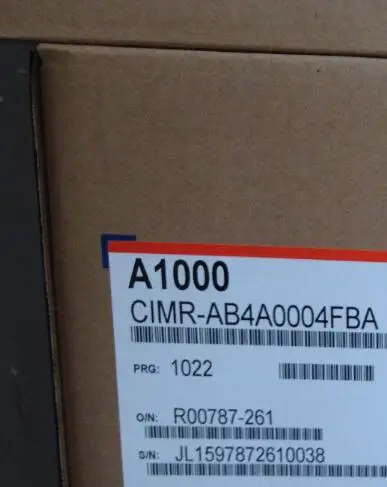 A1000
CIMR-AB4A0004FBA
PRG: 1022
O/N: R00787-261
S/N: JL1597872610038